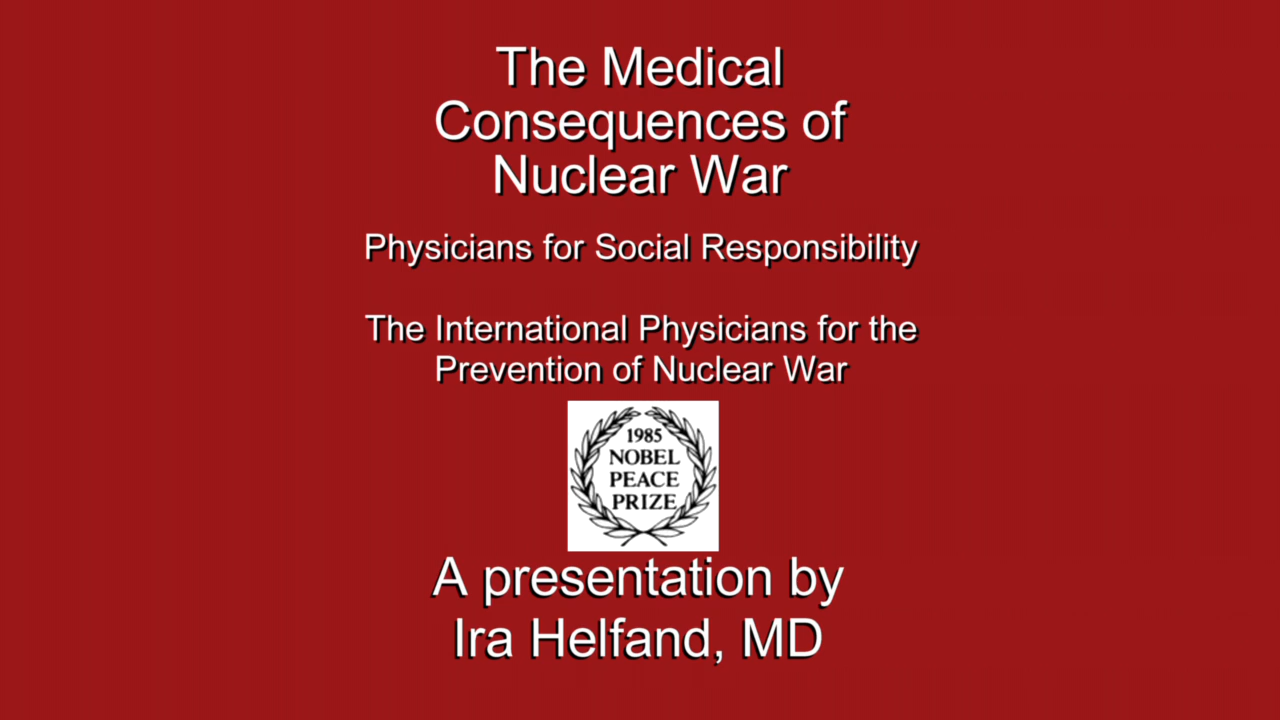 The Medical
Consequences of
Nuclear War
Physicians for Social Responsibility
The International Physicians for the
Prevention of Nuclear War
1985
NOBEL
PEACE
PRIZE
A presentation by
Ira Helfand, MD